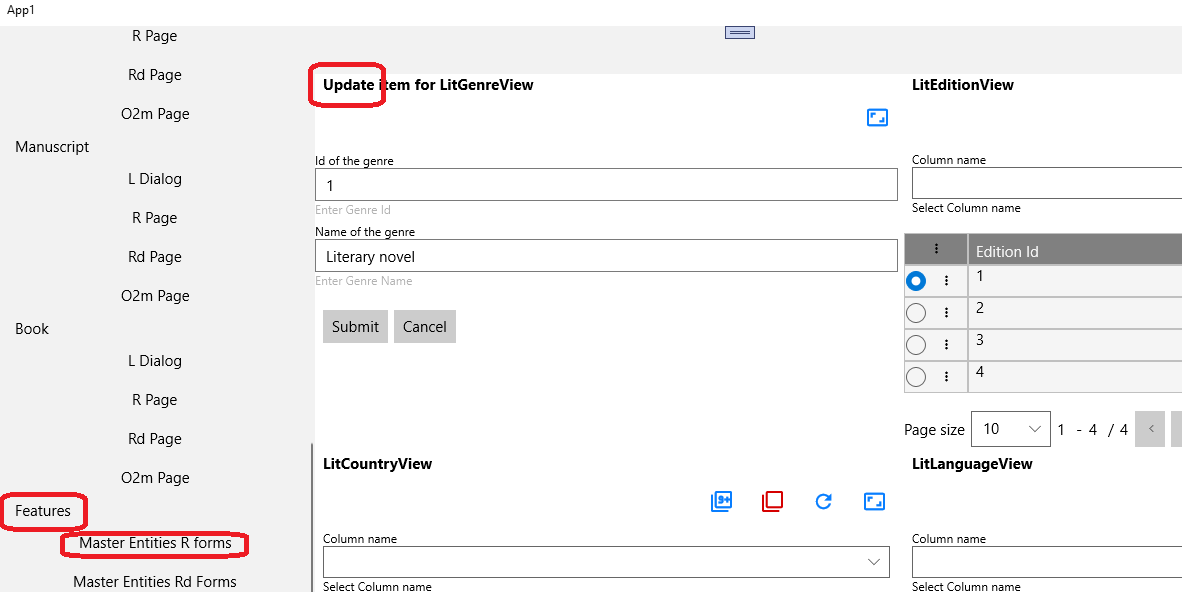 App1
R Page
Rd Page
O2m Page
Manuscript
L Dialog
R Page
Rd Page
O2m Page
Book
L Dialog
R Page
Rd Page
O2m Page
Features
Master Entities R forms
Master Entities Rd Forms
Update item for LitGenreView
Id of the genre
1
Enter Genre Id
Name of the genre
Literary novel
Enter Genre Name
Submit Cancel
LitEditionView
Column name
Select Column name
Edition Id
1
2
3
4
Page size 10 1 - 4 / 4 <
LitCountryView
9+
Column name
Select Column name
LitLanguageView
Column name
Select Column name